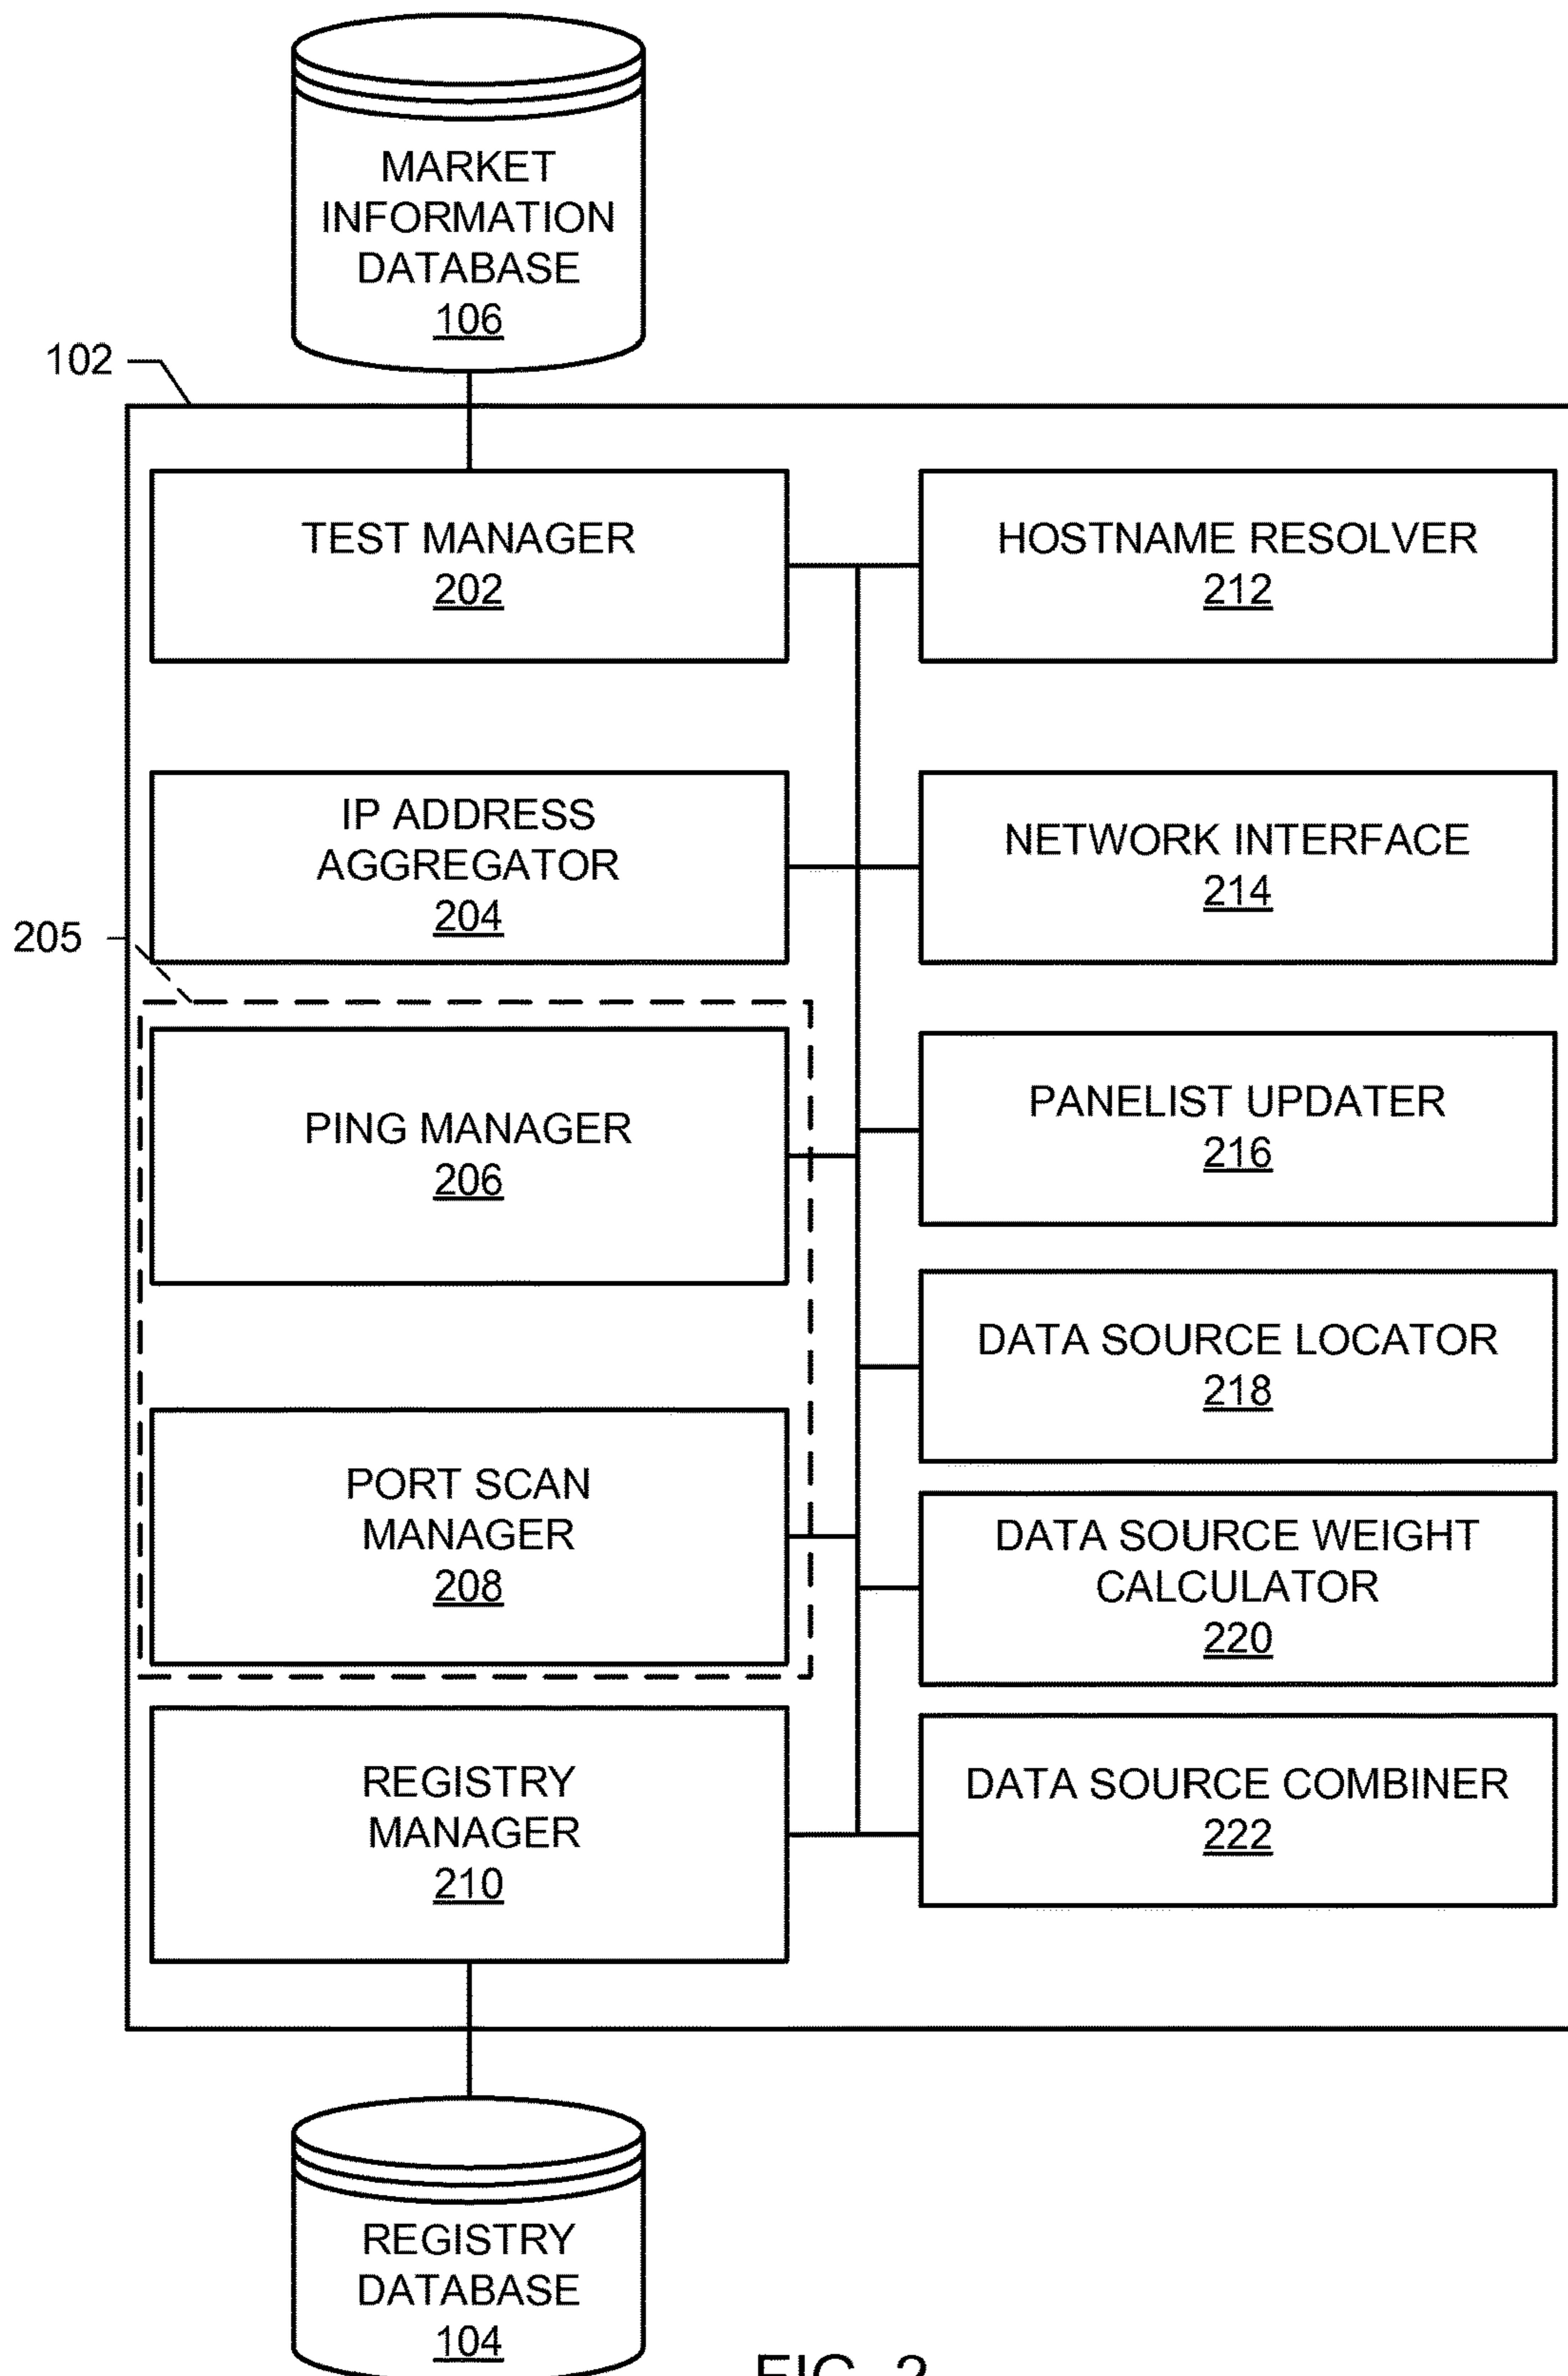 MARKET
INFORMATION
DATABASE
106
102
TEST MANAGER
202
HOSTNAME RESOLVER
212
IP ADDRESS
AGGREGATOR
204
NETWORK INTERFACE
214
205
PING MANAGER
206
PANELIST UPDATER
216
DATA SOURCE LOCATOR
218
PORT SCAN
MANAGER
208
DATA SOURCE WEIGHT
CALCULATOR
220
REGISTRY
MANAGER
210
DATA SOURCE COMBINER
222
REGISTRY
DATABASE
104
FIG. 2